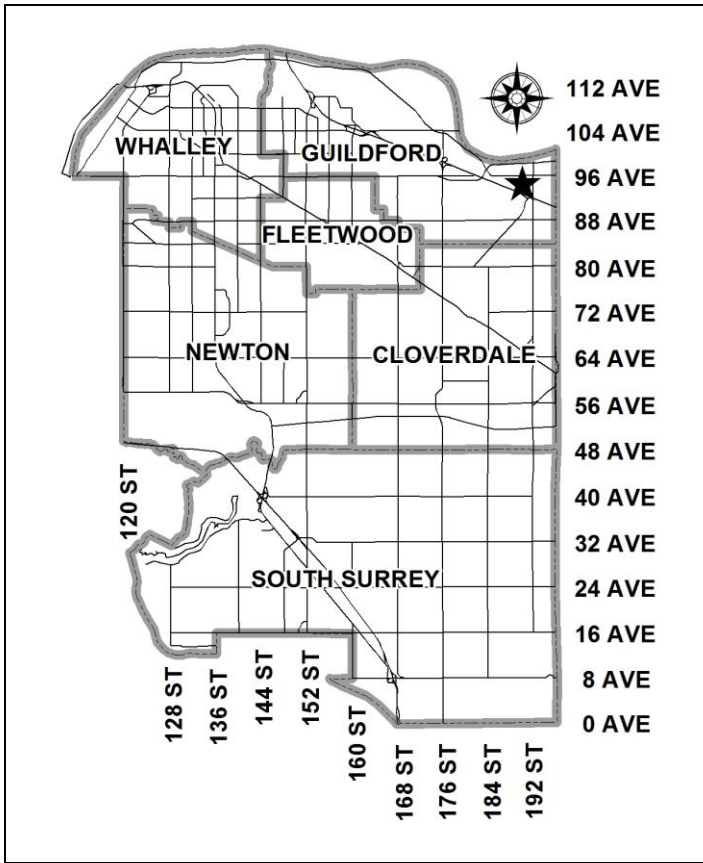 112 AVE
104 AVE
WHALLEY
GUILDFORD
96 AVE
88 AVE
FLEETWOOD
80 AVE
72 AVE
NEWTON
CLOVERDALE
64 AVE
56 AVE
48 AVE
120 ST
40 AVE
32 AVE
SOUTH SURREY
24 AVE
16 AVE
8 AVE
0 AVE
128 ST
136 ST
144 ST
152 ST
160 ST
168 ST
176 ST
184 ST
192 ST